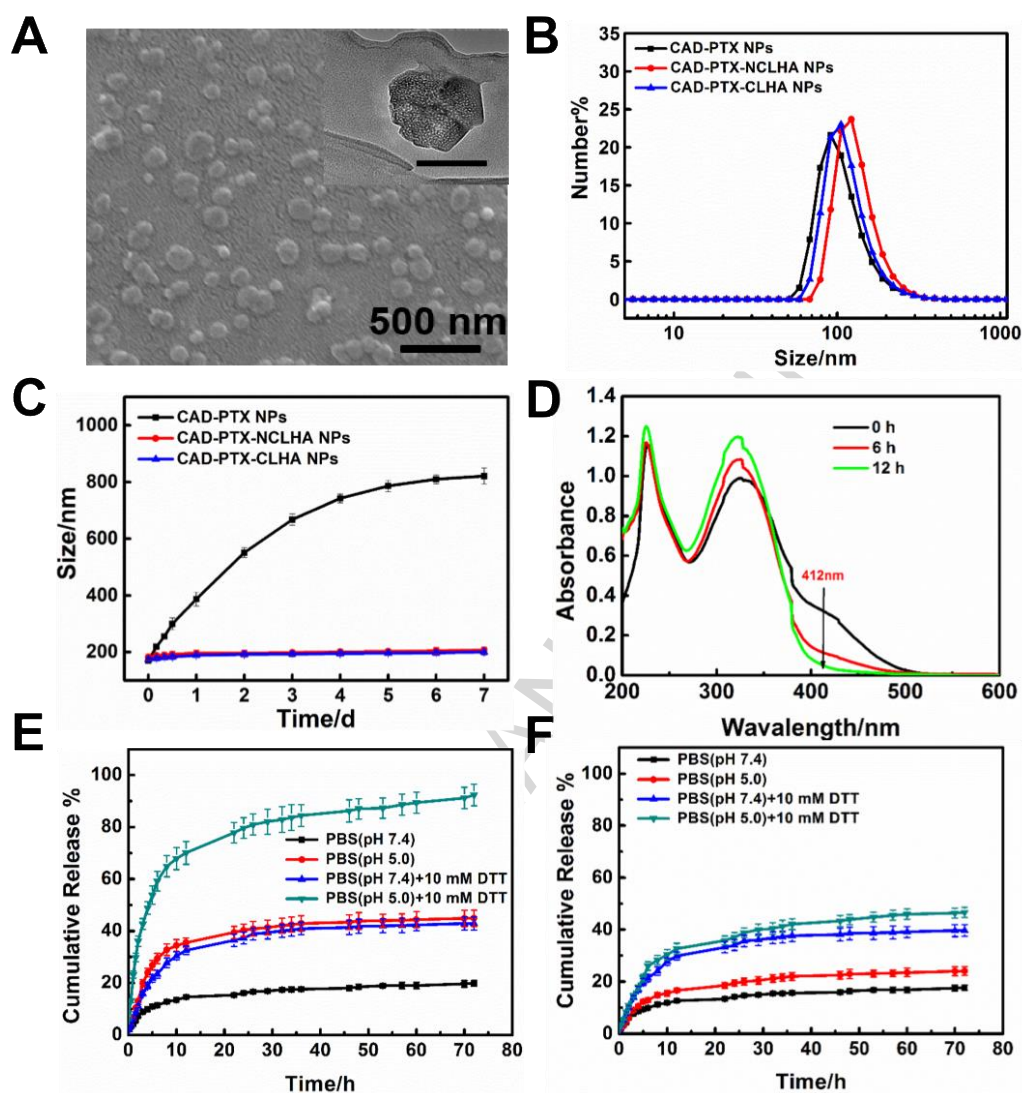 A
500 nm
B
35
30
25
20
15
10
5
0
Number%
CAD-PTX NPs
CAD-PTX-NCLHA NPs
CAD-PTX-CLHA NPs
10
100
1000
Size/nm
C
1000
800
600
400
200
Size/nm
CAD-PTX NPs
CAD-PTX-NCLHA NPs
CAD-PTX-CLHA NPs
0 1 2 3 4 5 6 7
Time/d
D
1.4
1.2
1.0
0.8
0.6
0.4
0.2
0.0
Absorbance
0 h
6 h
12 h
412nm
200 300 400 500 600
Wavalength/nm
E
100
80
60
40
20
0
Cumulative Release %
PBS(pH 7.4)
PBS(pH 5.0)
PBS(pH 7.4)+10 mM DTT
PBS(pH 5.0)+10 mM DTT
0 10 20 30 40 50 60 70 80
Time/h
F
100
80
60
40
20
0
Cumulative Release %
PBS(pH 7.4)
PBS(pH 5.0)
PBS(pH 7.4)+10 mM DTT
PBS(pH 5.0)+10 mM DTT
0 10 20 30 40 50 60 70 80
Time/h